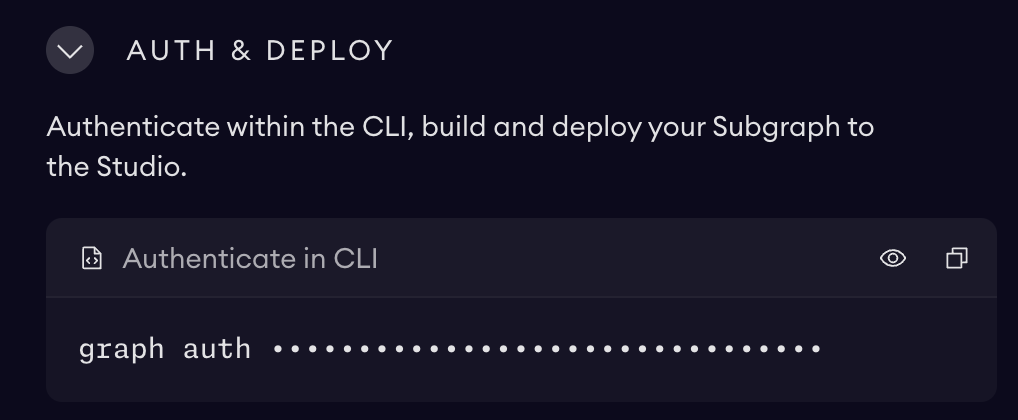 AUTH & DEPLOY
Authenticate within the CLI, build and deploy your Subgraph to
the Studio.
Authenticate in CLI
graph auth ••••••••••••••••••••••••••••••••